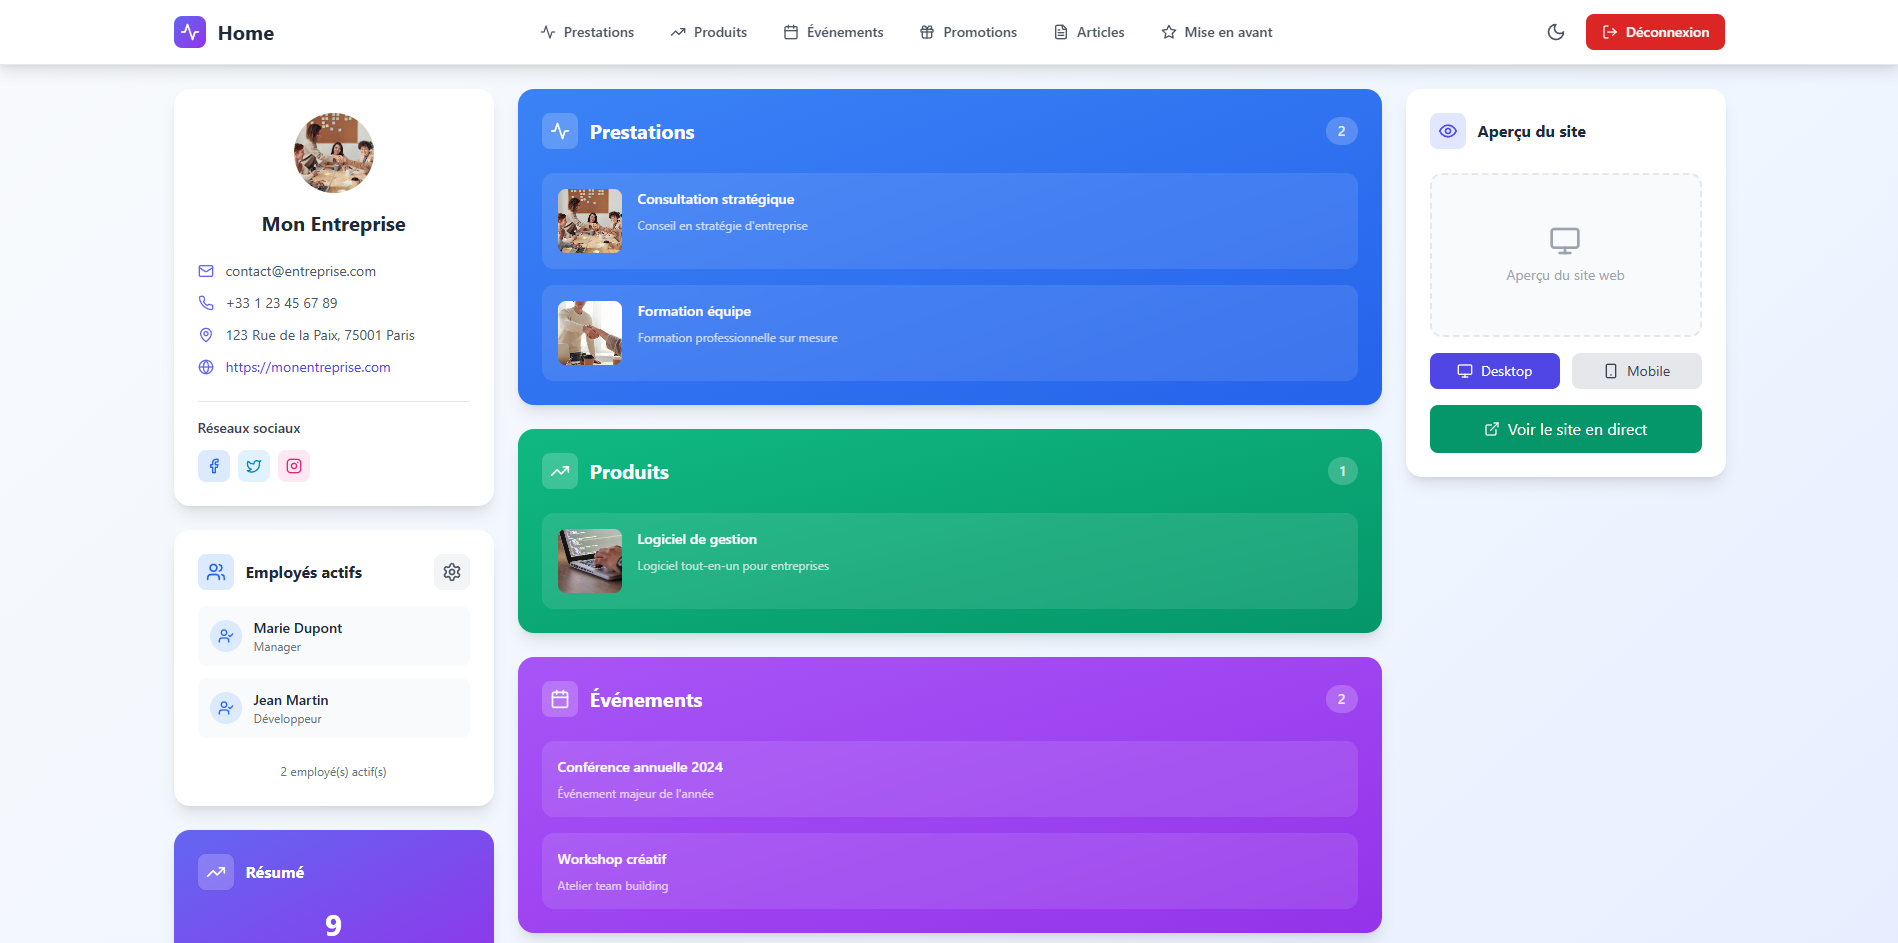 Home
Prestations
Produits
Événements
Promotions
Articles
Mise en avant
Déconnexion
Mon Entreprise
contact@entreprise.com
+33 1 23 45 67 89
123 Rue de la Paix, 75001 Paris
https://monentreprise.com
Réseaux sociaux
Employés actifs
Marie Dupont
Manager
Jean Martin
Développeur
2 employé(s) actif(s)
Résumé
9
Prestations
2
Consultation stratégique
Conseil en stratégie d'entreprise
Formation équipe
Formation professionnelle sur mesure
Produits
1
Logiciel de gestion
Logiciel tout-en-un pour entreprises
Événements
2
Conférence annuelle 2024
Événement majeur de l'année
Workshop créatif
Atelier team building
Aperçu du site
Aperçu du site web
Desktop
Mobile
Voir le site en direct